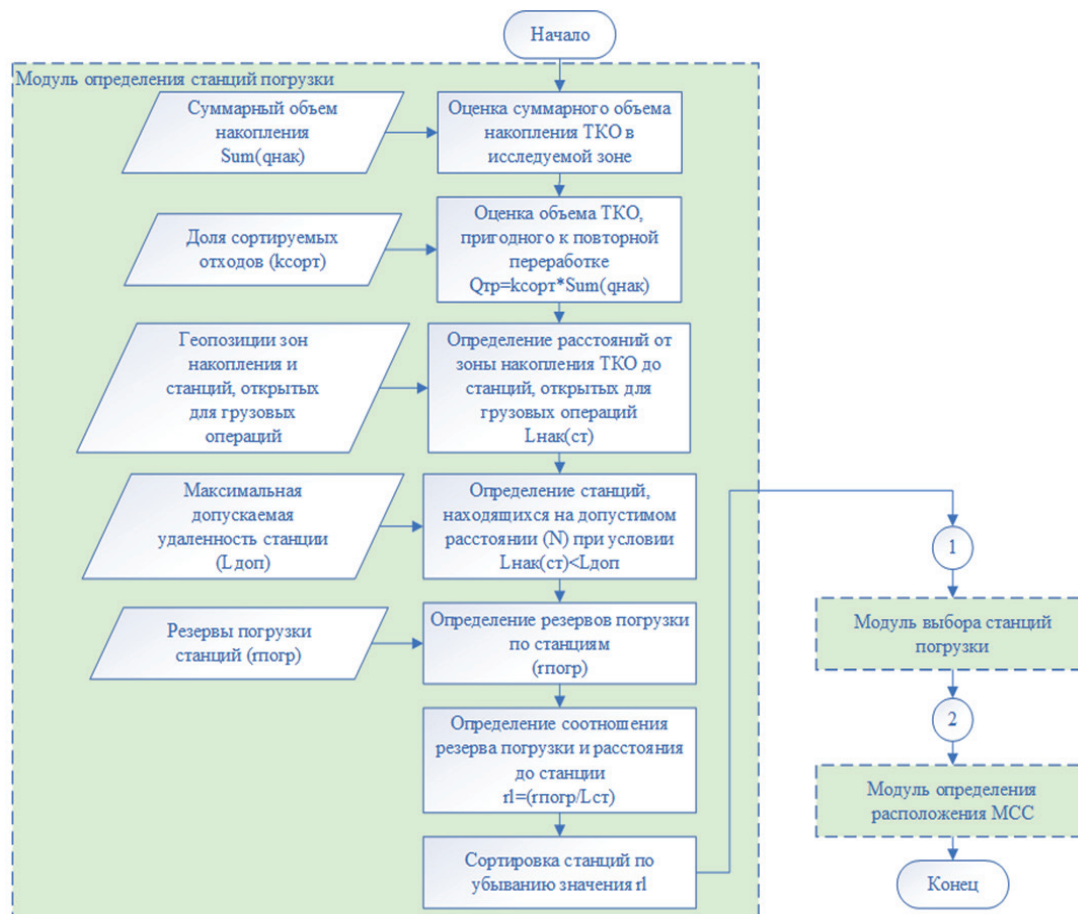 Начало
Модуль определения станций погрузки
Суммарный объем
накопления
Sum(qнак)
Оценка суммарного объема
накопления ТКО в
исследуемой зоне
Доля сортируемых
отходов (kсорт)
Оценка объема ТКО,
пригодного к повторной
переработке
Qтр=kсорт*Sum(qнак)
Геопозиции зон
накопления и
станций, открытых
для грузовых
операций
Определение расстояний от
зоны накопления ТКО до
станций, открытых для
грузовых операций
Lнак(ст)
Максимальная
допускаемая
удаленность станции
(Lдоп)
Определение станций,
находящихся на допустимом
расстоянии (N) при условии
Lнак(ст)<Lдоп
Резервы погрузки
станций (rпогр)
Определение резервов погрузки
по станциям
(rпогр)
Определение соотношения
резерва погрузки и расстояния
до станции
rl=(rпогр/Lст)
Сортировка станций по
убыванию значения rl
1
Модуль выбора станций
погрузки
2
Модуль определения
расположения МСС
Конец